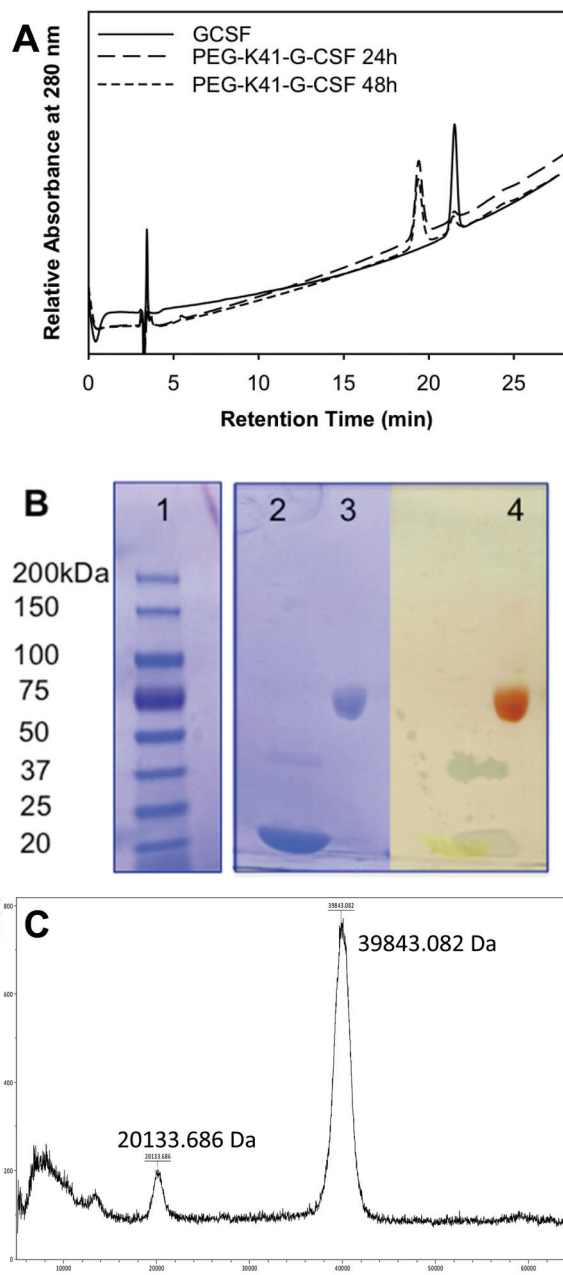 A
GCSF
PEG-K41-G-CSF 24h
PEG-K41-G-CSF 48h
Relative Absorbance at 280 nm
0 5 10 15 20 25
Retention Time (min)
B
1 2 3 4
200kDa
150
100
75
50
37
25
20
C
800
600
400
200
0
39843.082
39843.082 Da
20133.686 Da
20133.686
10000 20000 30000 40000 50000 60000